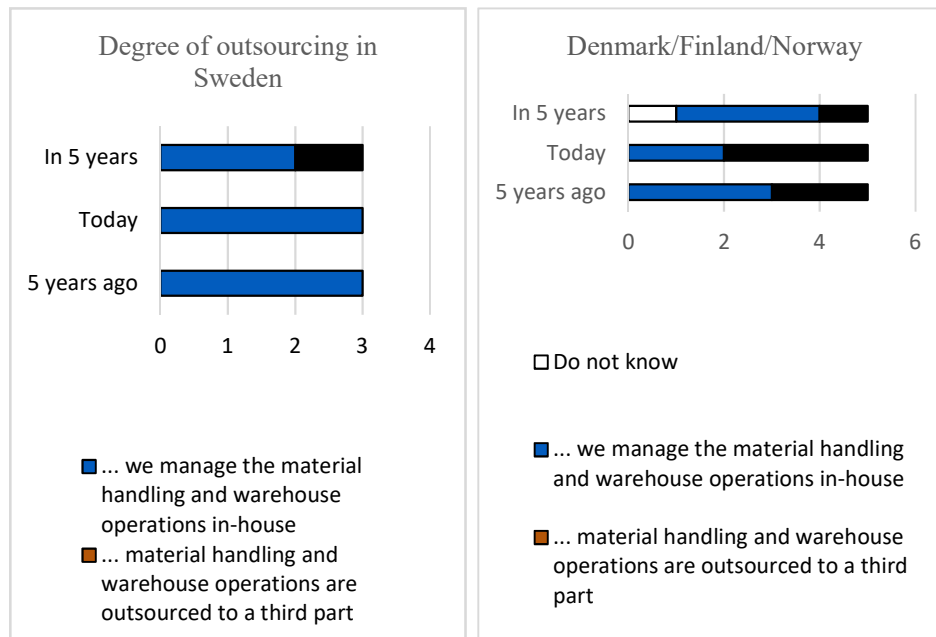 Degree of outsourcing in
Sweden
In 5 years
Today
5 years ago
0 1 2 3 4
... we manage the material
handling and warehouse
operations in-house
... material handling and
warehouse operations are
outsourced to a third part
Denmark/Finland/Norway
In 5 years
Today
5 years ago
0 2 4 6
Do not know
... we manage the material handling
and warehouse operations in-house
... material handling and warehouse
operations are outsourced to a third
part